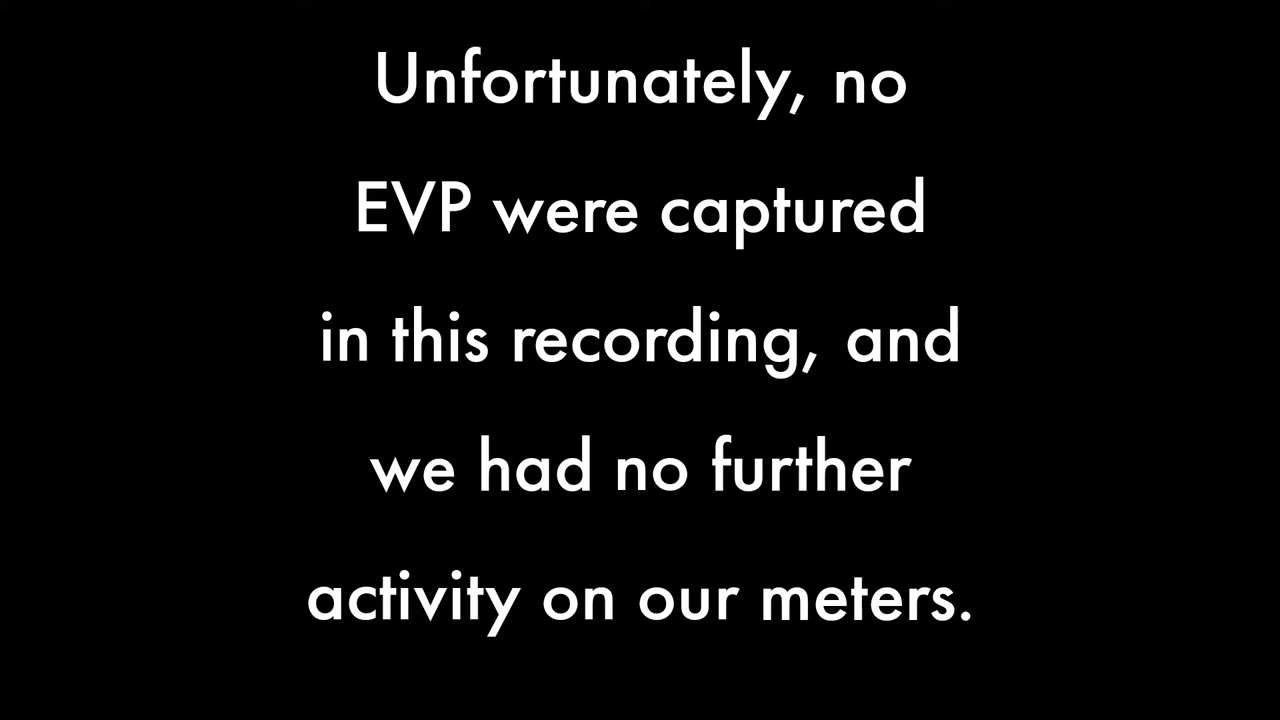 Unfortunately, no
EVP were captured
in this recording, and
we had no further
activity on our meters.